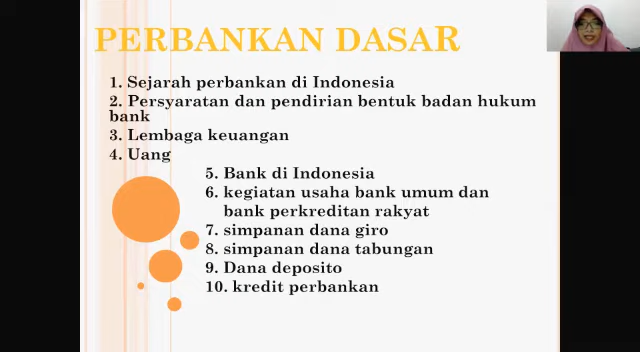 PERBANKAN DASAR
1. Sejarah perbankan di Indonesia
2. Persyaratan dan pendirian bentuk badan hukum
bank
3. Lembaga keuangan
4. Uang
5. Bank di Indonesia
6. kegiatan usaha bank umum dan
bank perkreditan rakyat
7. simpanan dana giro
8. simpanan dana tabungan
9. Dana deposito
10. kredit perbankan